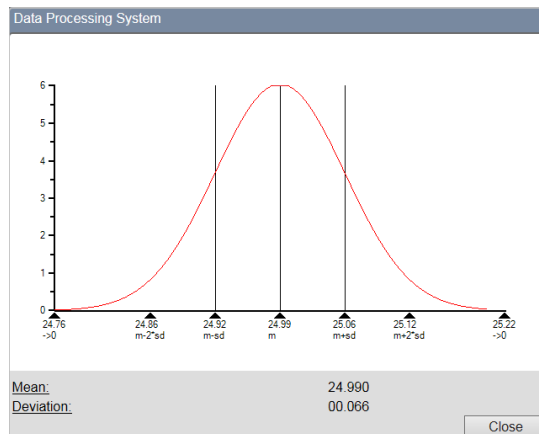 Data Processing System
6
5
4
3
2
1
0
24.76 24.86 24.92 24.99 25.06 25.12 25.22
->0 m-2*sd m-sd m m+sd m+2*sd ->0
Mean: 24.990
Deviation: 00.066
Close